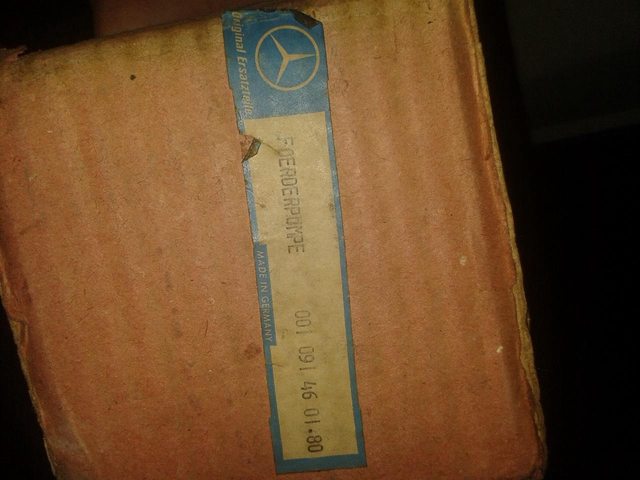 Original Ersatzteile
FOERDERPUMPE
MADE IN GERMANY
001 091 46 01·80